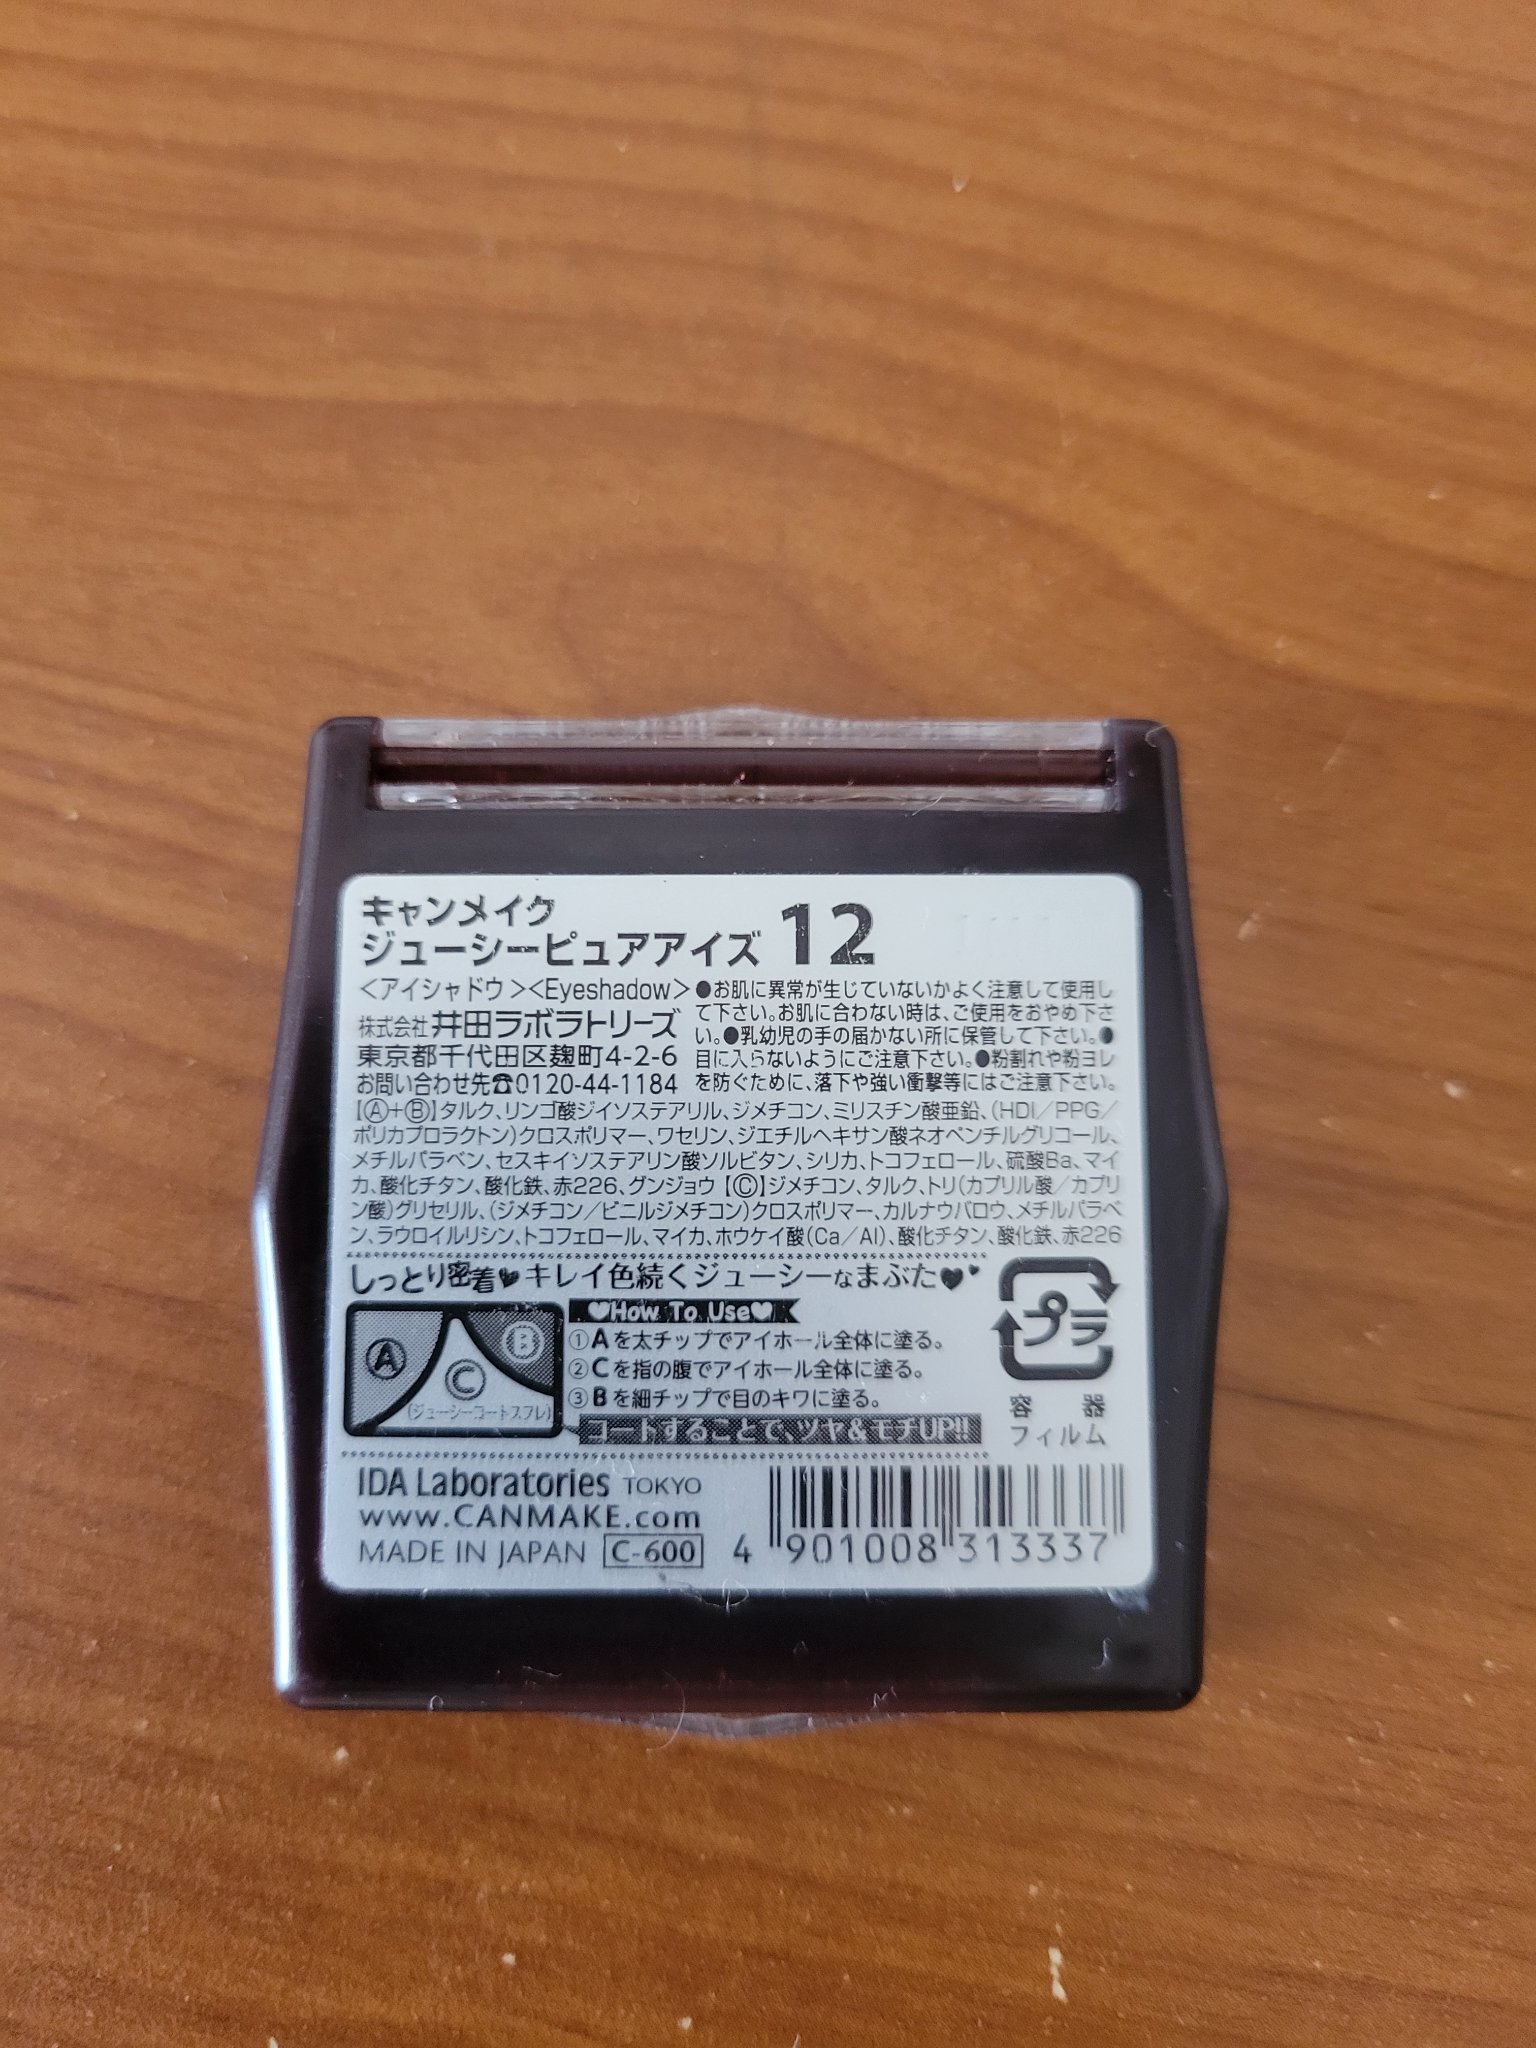 キャンメイク
ジューシーピュアアイズ 12
<アイシャドウ><Eyeshadow>
株式会社 井田ラボラトリーズ
東京都千代田区麹町4-2-6
お問い合わせ先☎0120-44-1184
●お肌に異常が生じていないかよく注意して使用し
て下さい。お肌に合わない時は、ご使用をおやめ下さ
い。●乳幼児の手の届かない所に保管して下さい。●
目に入らないようにご注意下さい。●粉割れや粉ヨレ
を防ぐために、落下や強い衝撃等にはご注意下さい。
【Ⓐ+Ⓑ】タルク、リンゴ酸ジイソステアリル、ジメチコン、ミリスチン酸亜鉛、(HDI/PPG/
ポリカプロラクトン)クロスポリマー、ワセリン、ジエチルヘキサン酸ネオペンチルグリコール、
メチルパラベン、セスキイソステアリン酸ソルビタン、シリカ、トコフェロール、硫酸Ba、マイ
カ、酸化チタン、酸化鉄、赤226、グンジョウ【Ⓒ】ジメチコン、タルク、トリ(カプリル酸/カプリ
ン酸)グリセリル、(ジメチコン/ビニルジメチコン)クロスポリマー、カルナウバロウ、メチルパラベ
ン、ラウロイルリシン、トコフェロール、マイカ、ホウケイ酸(Ca/Al)、酸化チタン、酸化鉄、赤226
しっとり密着♥キレイ色続くジューシーなまぶた♥
Ⓐ
Ⓑ
Ⓒ
(ジューシーコートスフレ)
♥How To Use♥
①Aを太チップでアイホール全体に塗る。
②Cを指の腹でアイホール全体に塗る。
③Bを細チップで目のキワに塗る。
コートすることで、ツヤ&モチUP!!
プラ
容器
フィルム
IDA Laboratories TOKYO
www.CANMAKE.com
MADE IN JAPAN C-600
4 901008 313337